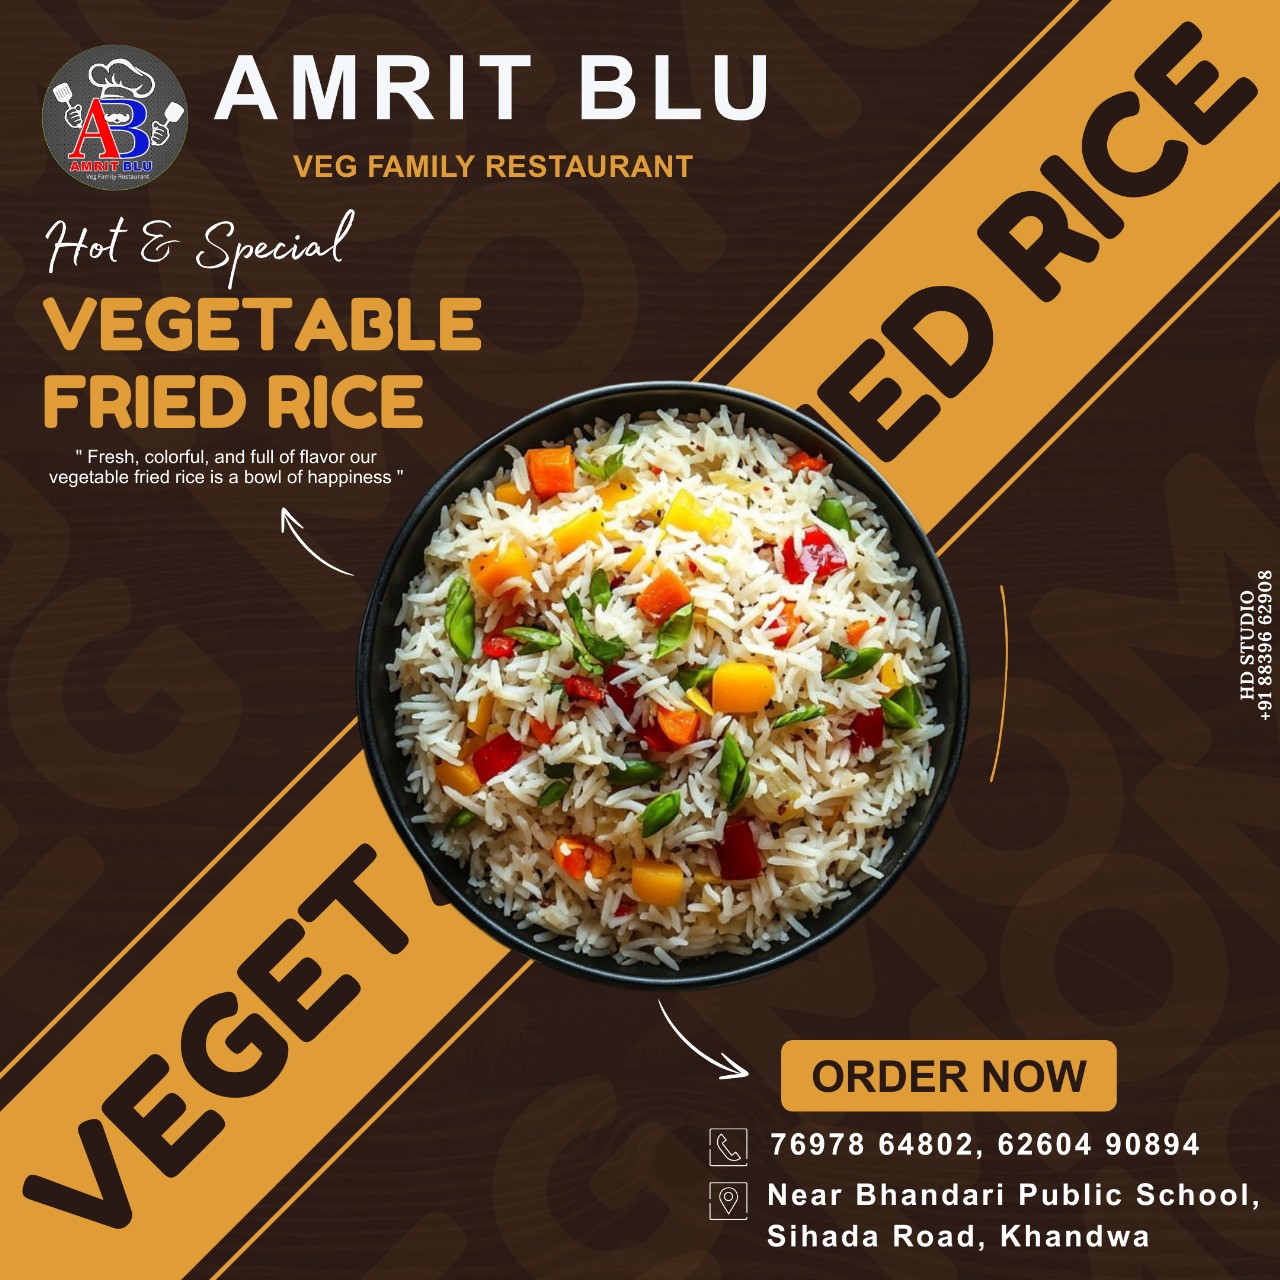 AMRIT BLU
VEG FAMILY RESTAURANT
AB
AMRIT BLU
Veg Family Restaurant
Hot & Special
VEGETABLE
FRIED RICE
" Fresh, colorful, and full of flavor our
vegetable fried rice is a bowl of happiness "
VEGET
IED RICE
HD STUDIO
+91 88396 62908
ORDER NOW
76978 64802, 62604 90894
Near Bhandari Public School,
Sihada Road, Khandwa